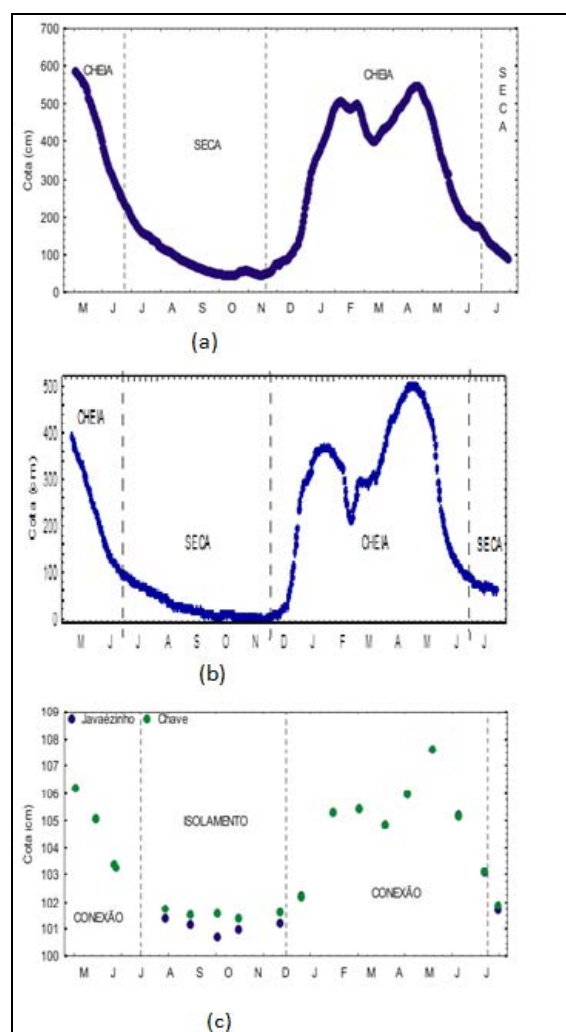 700
600
500
400
300
200
100
0
Cota (cm)
CHEIA
SECA
CHEIA
S
E
C
A
M J J A S O N D J F M A M J J
(a)
500
400
300
200
100
0
Cota (cm)
CHEIA
SECA
CHEIA
SECA
M J J A S O N D J F M A M J J
(b)
109
108
107
106
105
104
103
102
101
100
Cota (cm)
Javaézinho Chave
ISOLAMENTO
CONEXÃO
CONEXÃO
M J J A S O N D J F M A M J J
(c)